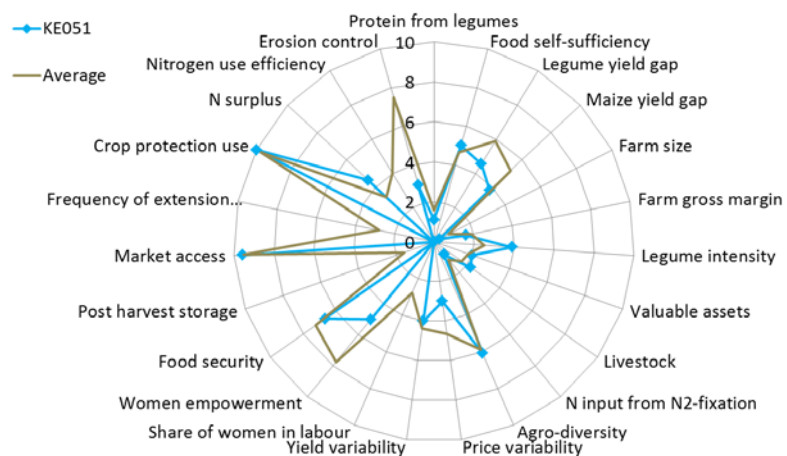 KE051
Average
Protein from legumes
Food self-sufficiency
Legume yield gap
Maize yield gap
Farm size
Farm gross margin
Legume intensity
Valuable assets
Livestock
N input from N2-fixation
Agro-diversity
Price variability
Yield variability
Share of women in labour
Women empowerment
Food security
Post harvest storage
Market access
Frequency of extension...
Crop protection use
N surplus
Nitrogen use efficiency
Erosion control
10
8
6
4
2
0